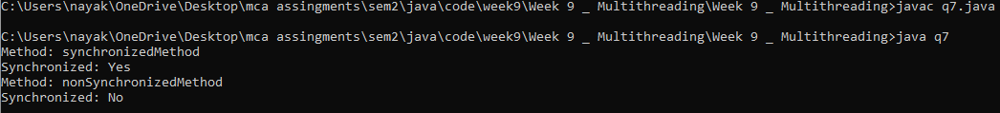 C:\Users\nayak\OneDrive\Desktop\mca assingments\sem2\java\code\week9\Week 9 _ Multithreading\Week 9 _ Multithreading>javac q7.java
C:\Users\nayak\OneDrive\Desktop\mca assingments\sem2\java\code\week9\Week 9 _ Multithreading\Week 9 _ Multithreading>java q7
Method: synchronizedMethod
Synchronized: Yes
Method: nonSynchronizedMethod
Synchronized: No